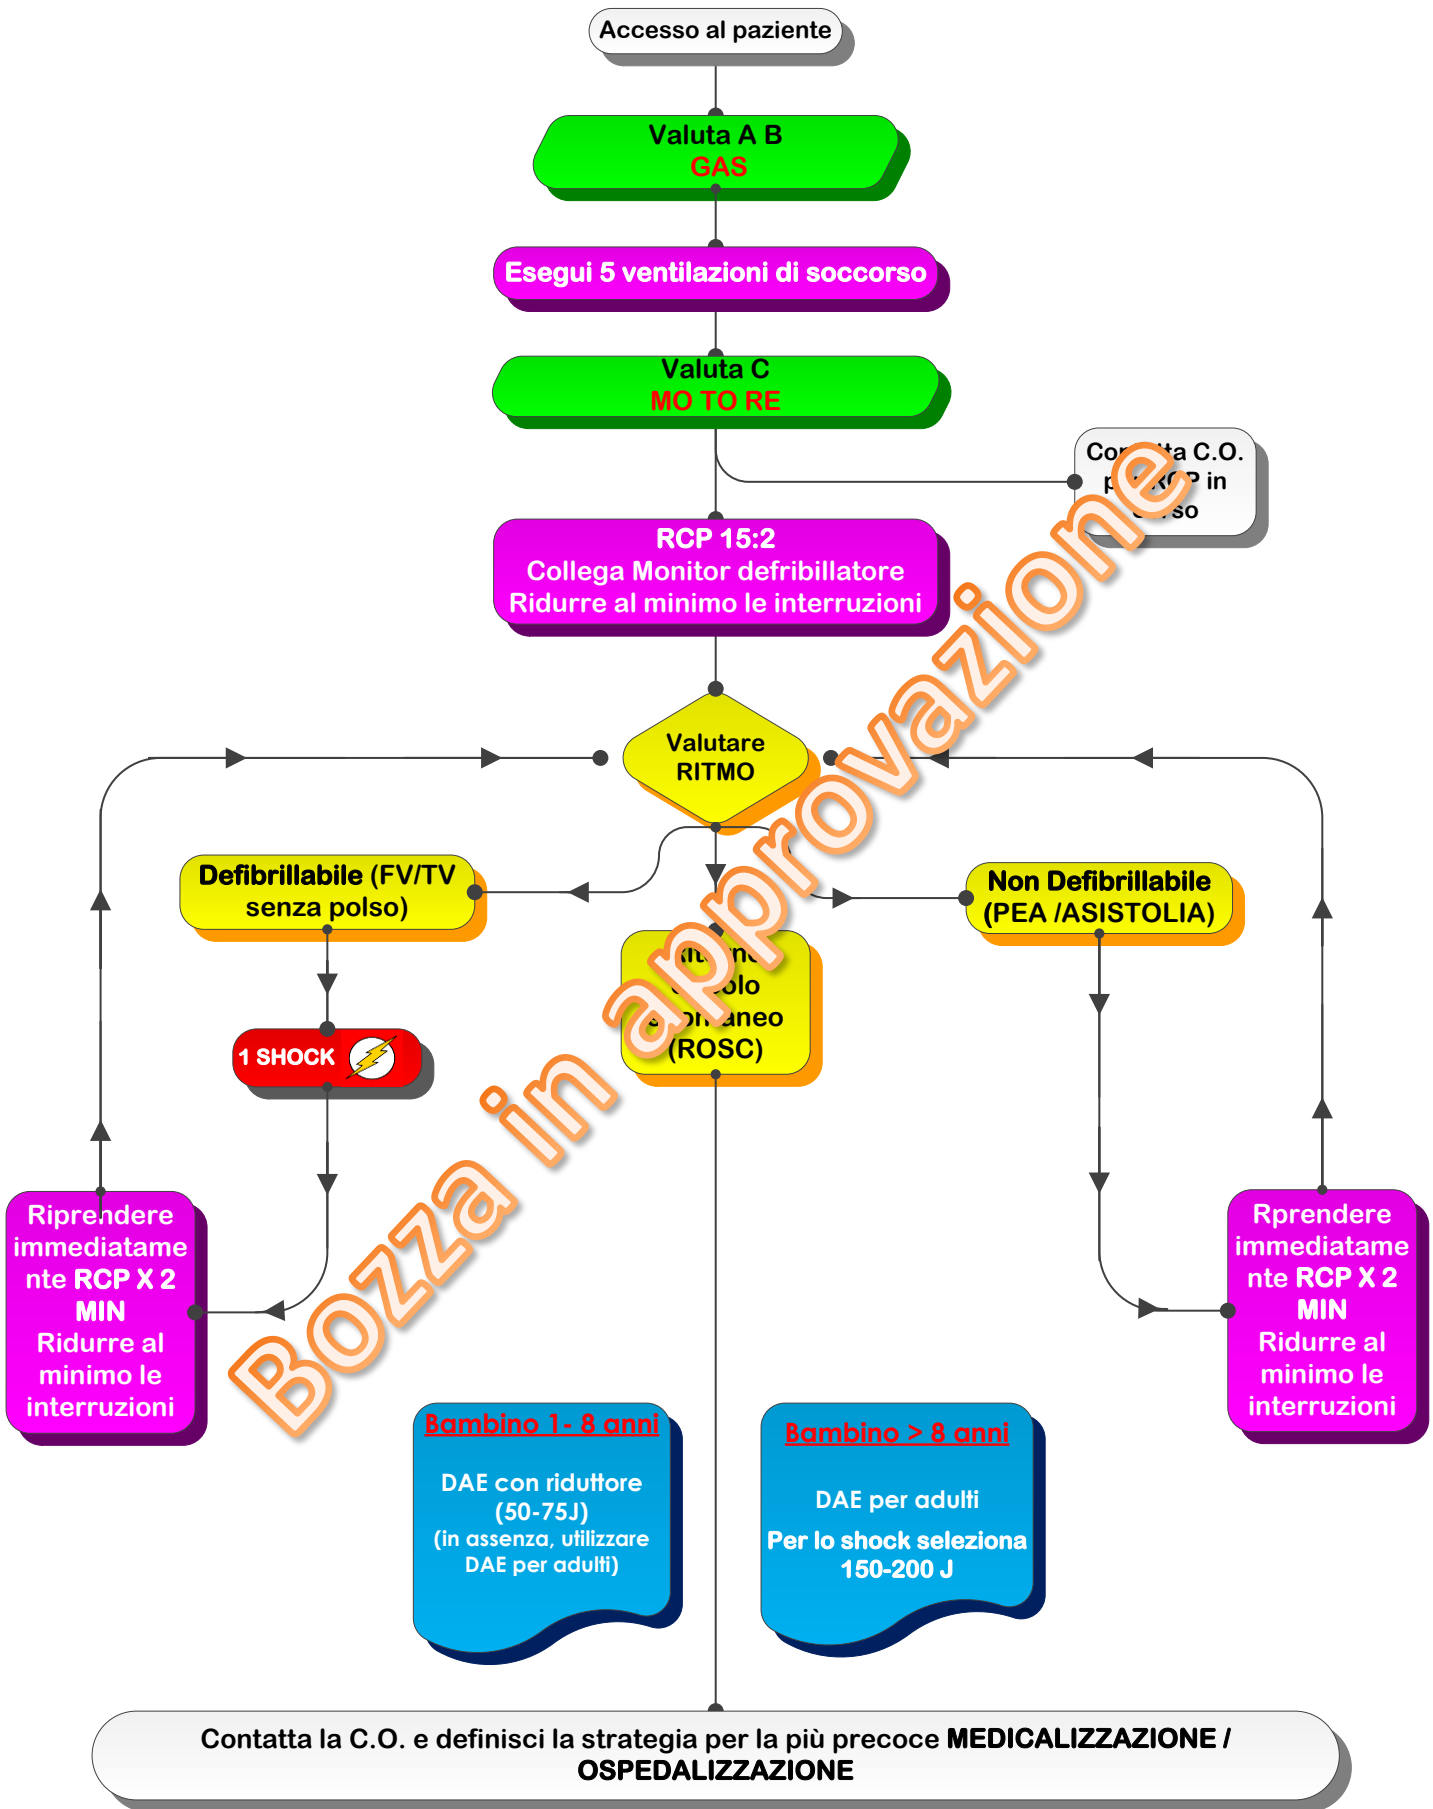 Accesso al paziente
Valuta A B
GAS
Esegui 5 ventilazioni di soccorso
Valuta C
MO TO RE
C.O.
in
RCP 15:2
Collega Monitor defribillatore
Ridurre al minimo le interruzioni
Valutare
RITMO
Defibrillabile (FV/TV
senza polso)
Non Defibrillabile
(PEA /ASISTOLIA)
(ROSC)
1 SHOCK
Riprendere
immediatame
nte RCP X 2
MIN
Ridurre al
minimo le
interruzioni
Rprendere
immediatame
nte RCP X 2
MIN
Ridurre al
minimo le
interruzioni
Bozza in approvazione
Bambino 1- 8 anni
DAE con riduttore
(50-75J)
(in assenza, utilizzare
DAE per adulti)
Bambino > 8 anni
DAE per adulti
Per lo shock seleziona
150-200 J
Contatta la C.O. e definisci la strategia per la più precoce MEDICALIZZAZIONE /
OSPEDALIZZAZIONE